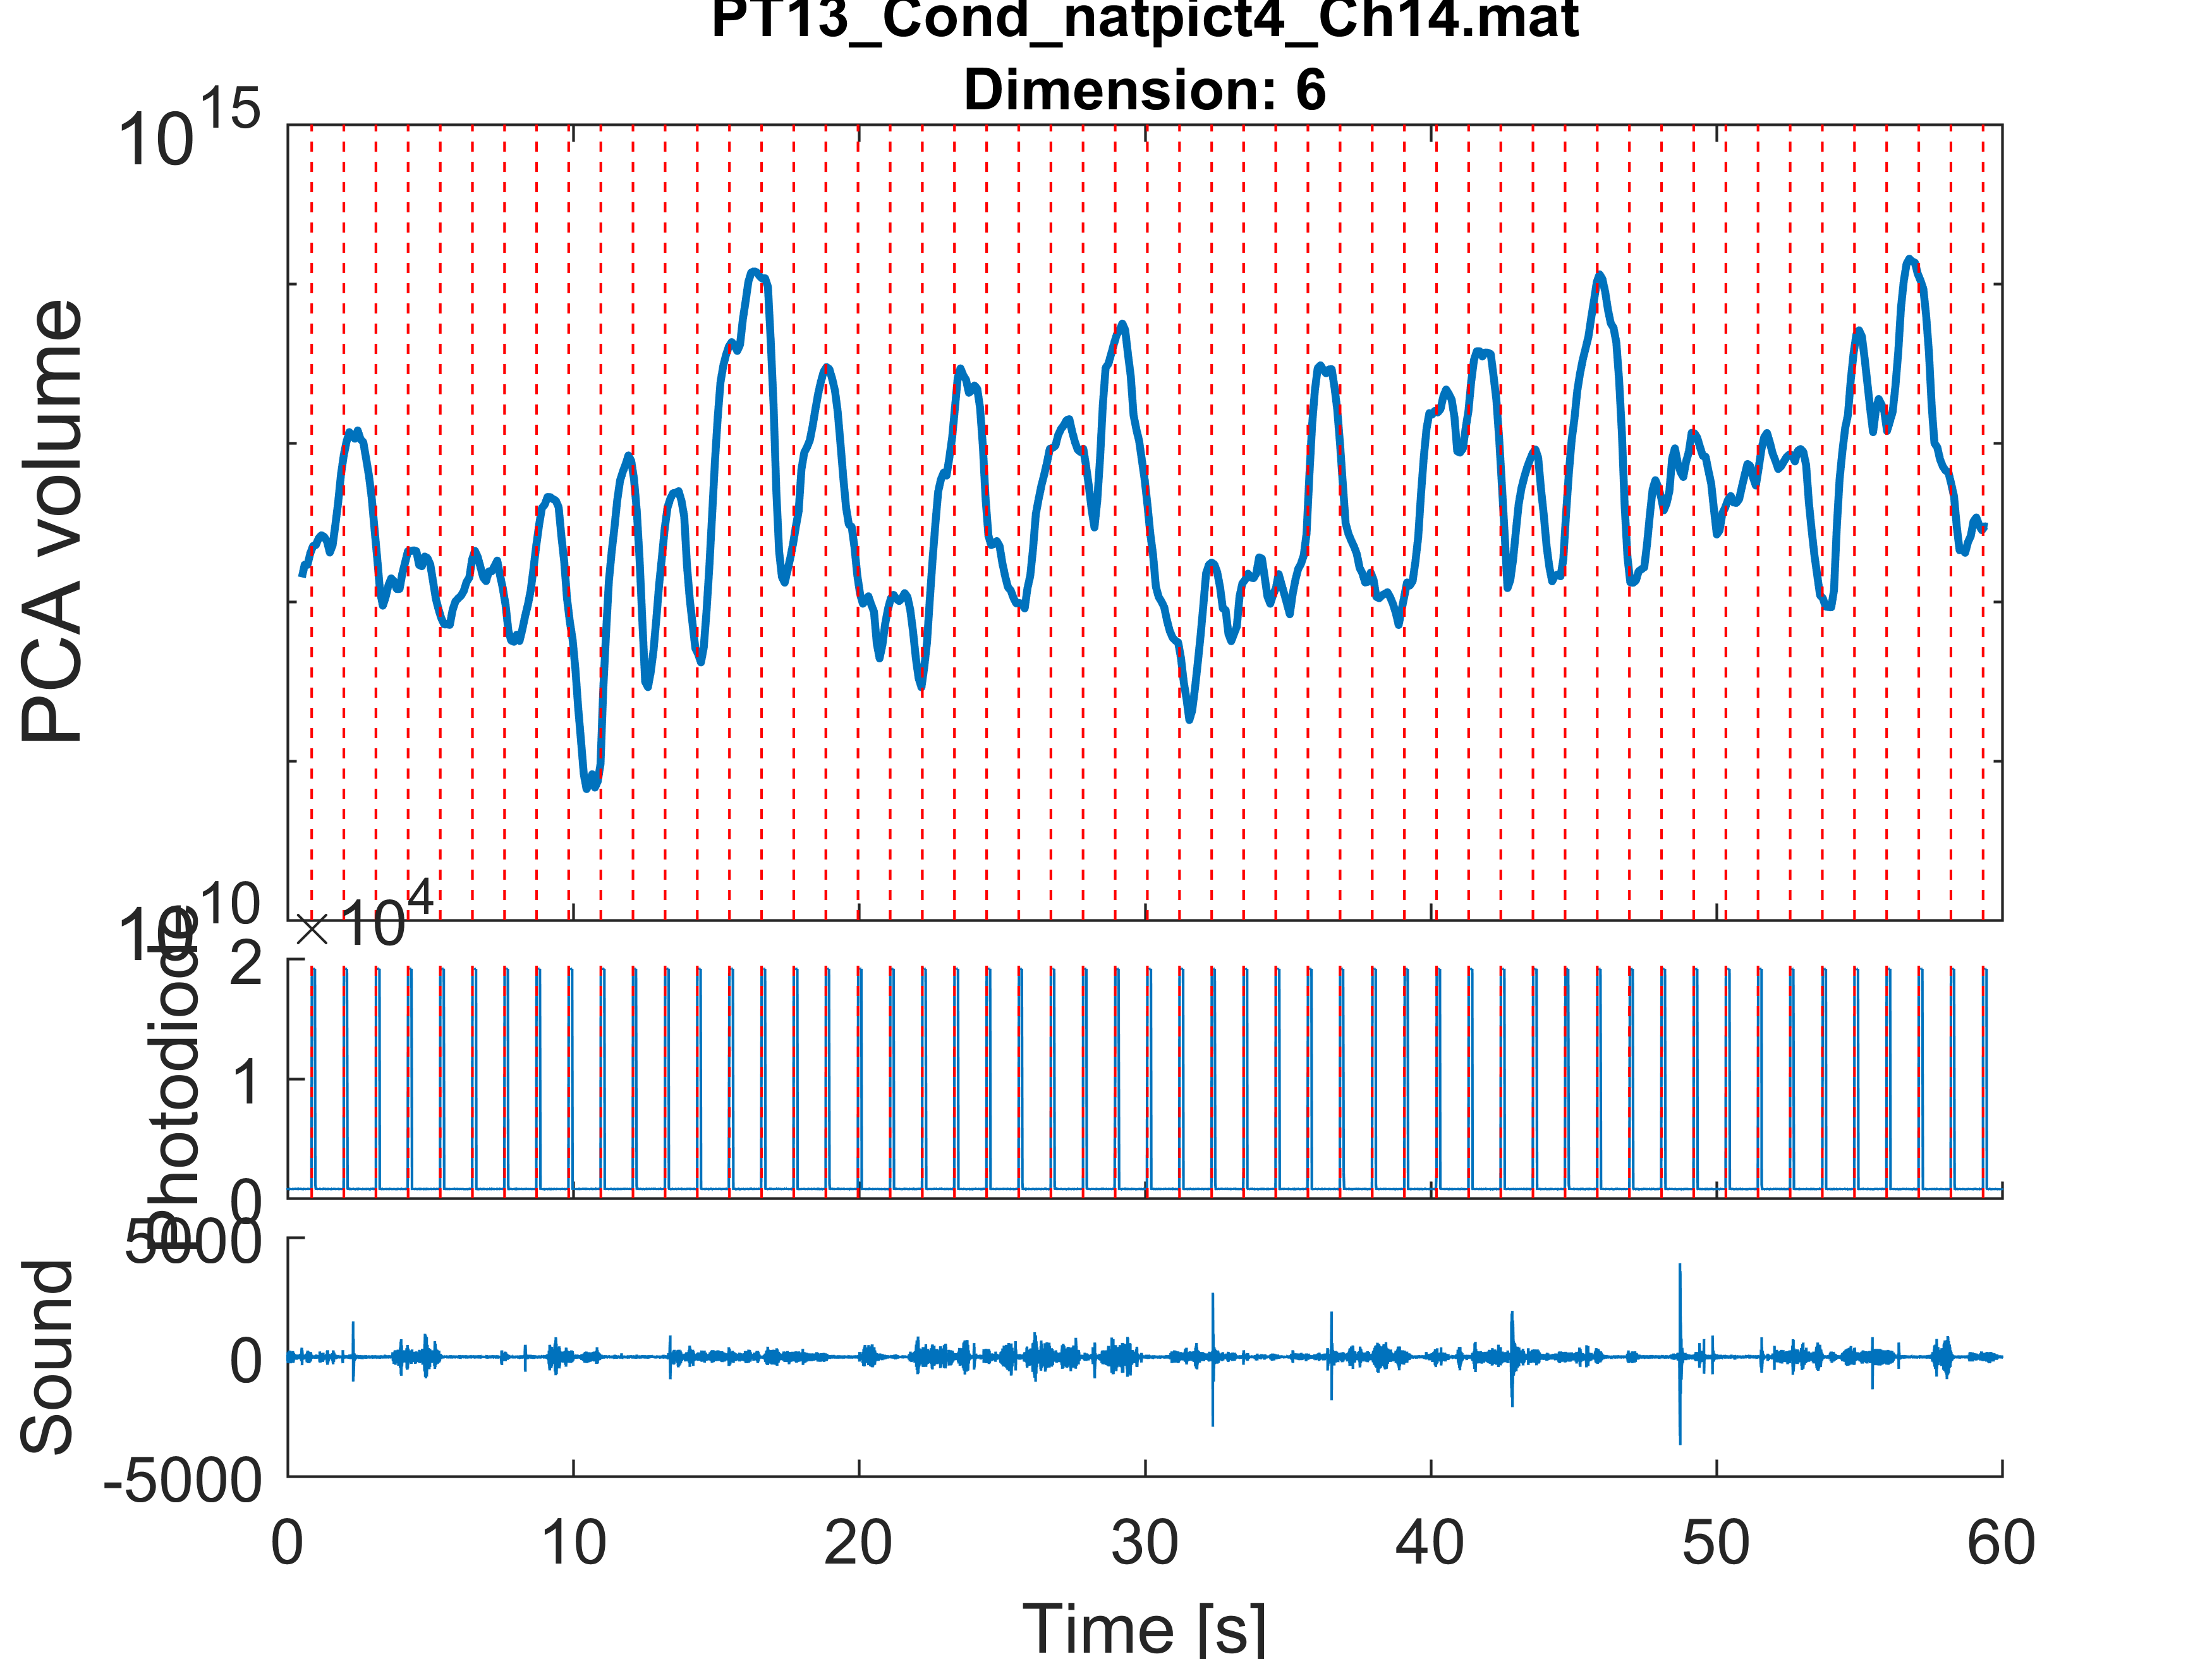 PT13_Cond_natpict4_Ch14.mat
Dimension: 6
10^15
PCA volume
10^10
×10^4
2
1
0
Photodiode
5000
0
-5000
Sound
0 10 20 30 40 50 60
Time [s]